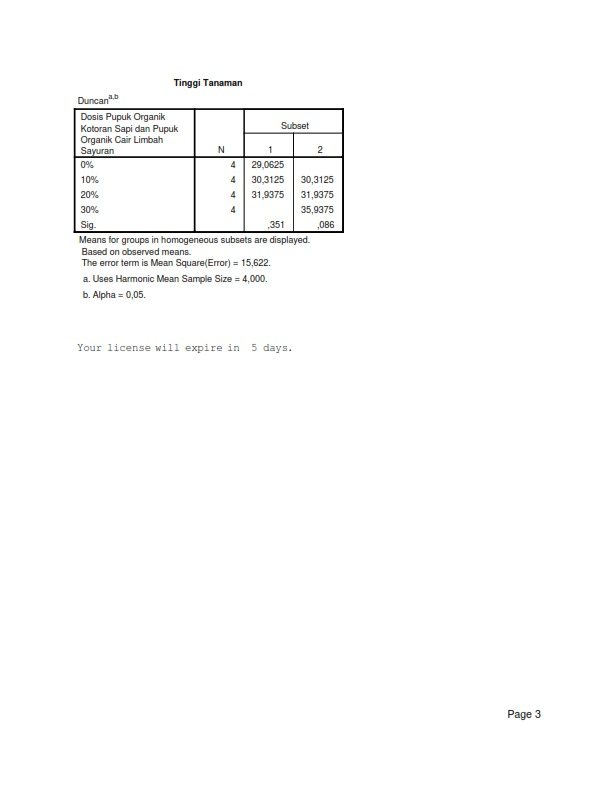 Tinggi Tanaman
Duncan a,b
Dosis Pupuk Organik
Kotoran Sapi dan Pupuk
Organik Cair Limbah
Sayuran
N
Subset
1 2
0% 4 29,0625
10% 4 30,3125 30,3125
20% 4 31,9375 31,9375
30% 4 35,9375
Sig. ,351 ,086
Means for groups in homogeneous subsets are displayed.
Based on observed means.
The error term is Mean Square(Error) = 15,622.
a. Uses Harmonic Mean Sample Size = 4,000.
b. Alpha = 0,05.
Your license will expire in 5 days.
Page 3